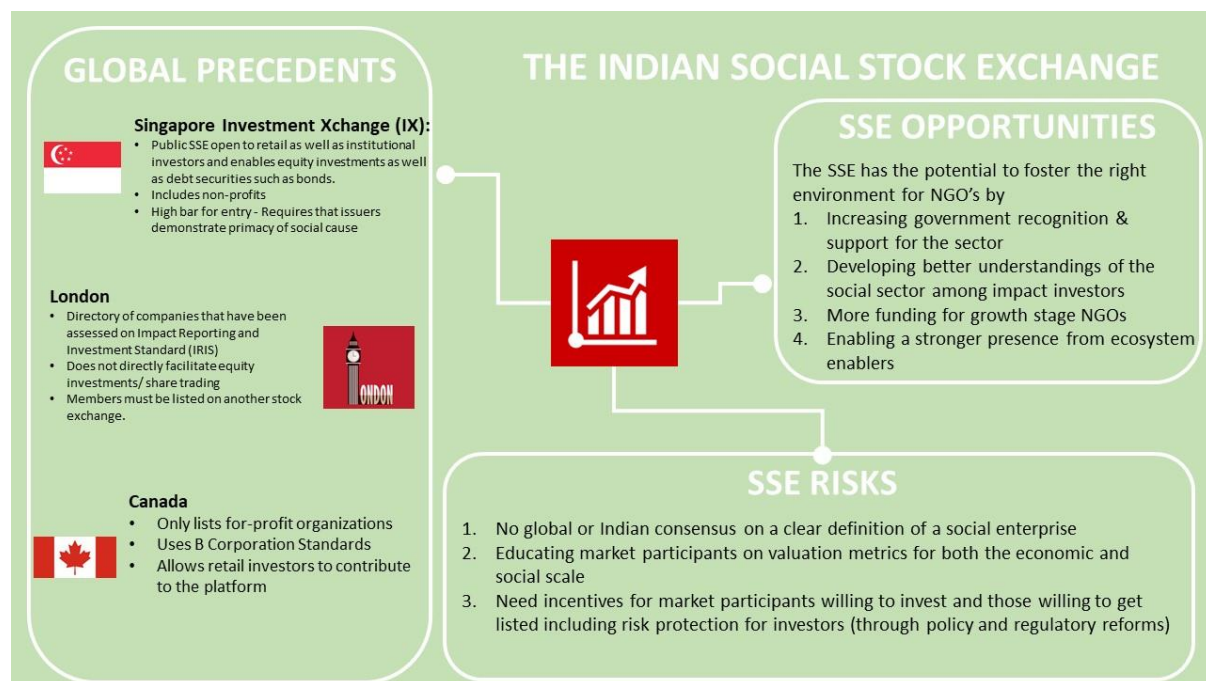 GLOBAL PRECEDENTS
Singapore Investment Xchange (IX):
• Public SSE open to retail as well as institutional
investors and enables equity investments as well
as debt securities such as bonds.
• Includes non-profits
• High bar for entry - Requires that issuers
demonstrate primacy of social cause
London
• Directory of companies that have been
assessed on Impact Reporting and
Investment Standard (IRIS)
• Does not directly facilitate equity
investments/ share trading
• Members must be listed on another stock
exchange.
LONDON
Canada
• Only lists for-profit organizations
• Uses B Corporation Standards
• Allows retail investors to contribute
to the platform
THE INDIAN SOCIAL STOCK EXCHANGE
SSE OPPORTUNITIES
The SSE has the potential to foster the right
environment for NGO's by
1. Increasing government recognition &
support for the sector
2. Developing better understandings of the
social sector among impact investors
3. More funding for growth stage NGOs
4. Enabling a stronger presence from ecosystem
enablers
SSE RISKS
1. No global or Indian consensus on a clear definition of a social enterprise
2. Educating market participants on valuation metrics for both the economic and
social scale
3. Need incentives for market participants willing to invest and those willing to get
listed including risk protection for investors (through policy and regulatory reforms)